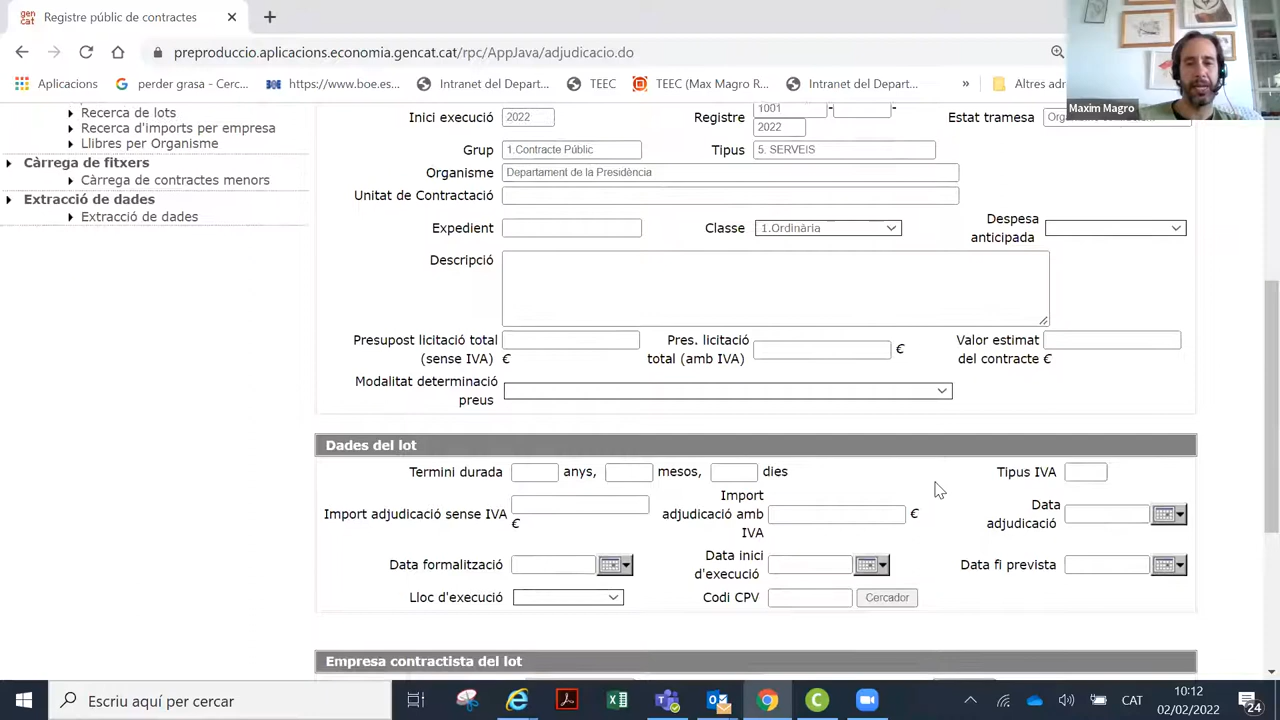 gen
cat
Registre públic de contractes
preproduccio.aplicacions.economia.gencat.cat/rpc/AppJava/adjudicacio.do
Aplicacions
perder grasa - Cerc...
https://www.boe.es...
Intranet del Depart...
TEEC
TEEC (Max Magro R...
Intranet del Depart...
»
Altres adr
Maxim Magro
Recerca de lots
Recerca d'imports per empresa
Llibres per Organisme
Càrrega de fitxers
Càrrega de contractes menors
Extracció de dades
Extracció de dades
Inici execució 2022 Registre 1001 - -
2022
Estat tramesa
Grup 1.Contracte Públic Tipus 5. SERVEIS
Organisme Departament de la Presidència
Unitat de Contractació
Expedient Classe 1.Ordinària Despesa
anticipada
Descripció
Presupost licitació total
(sense IVA) €
Pres. licitació
total (amb IVA) €
Valor estimat
del contracte €
Modalitat determinació
preus
Dades del lot
Termini durada anys, mesos, dies Tipus IVA
Import adjudicació sense IVA €
Import
adjudicació amb €
IVA
Data
adjudicació
Data formalització
Data inici
d'execució
Data fi prevista
Lloc d'execució Codi CPV Cercador
Empresa contractista del lot
Escriu aquí per cercar
CAT
10:12
02/02/2022
24